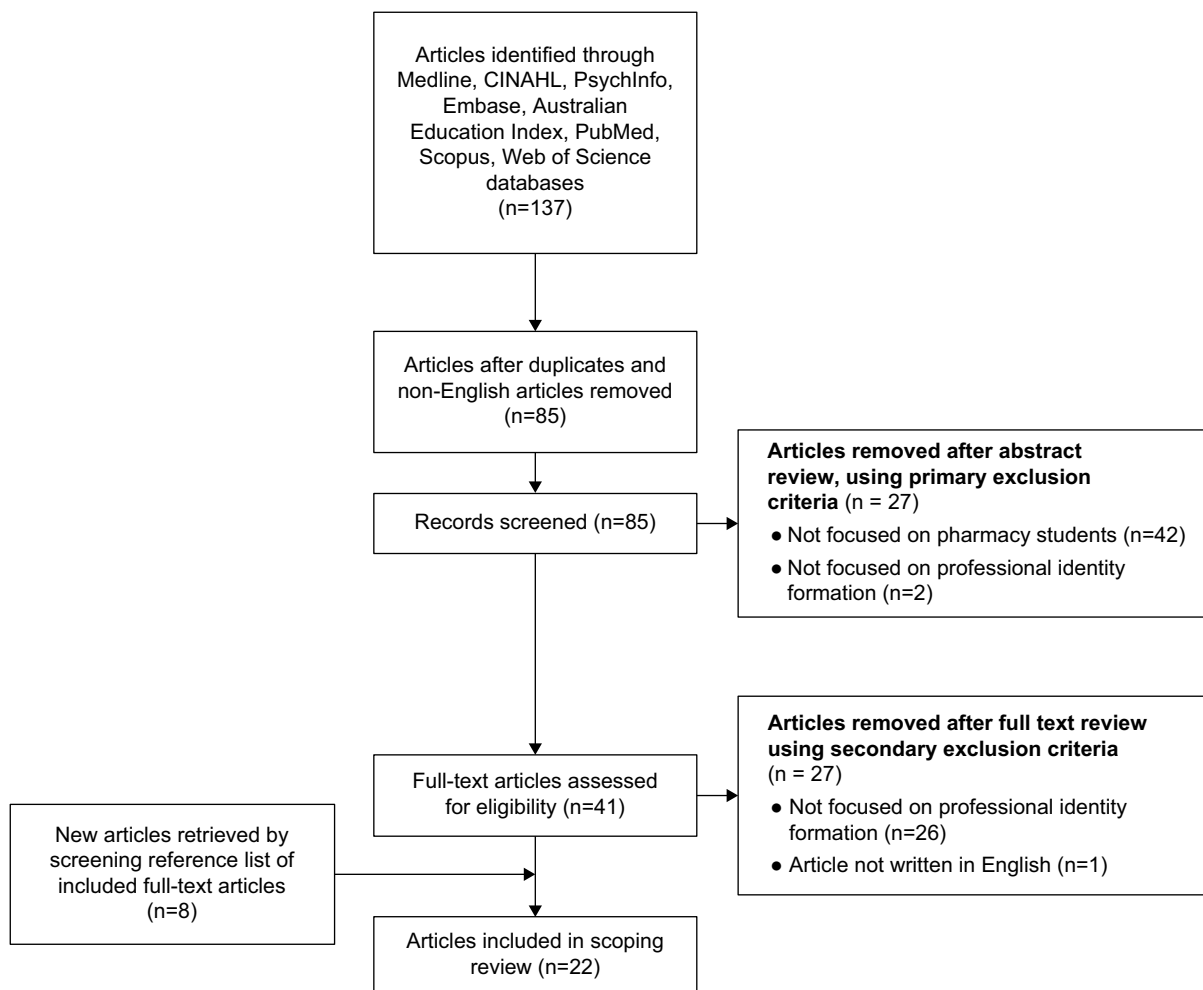 Articles identified through
Medline, CINAHL, PsychInfo,
Embase, Australian
Education Index, PubMed,
Scopus, Web of Science
databases
(n=137)
Articles after duplicates and
non-English articles removed
(n=85)
Records screened (n=85)
Articles removed after abstract
review, using primary exclusion
criteria (n = 27)
● Not focused on pharmacy students (n=42)
● Not focused on professional identity
formation (n=2)
Full-text articles assessed
for eligibility (n=41)
Articles removed after full text review
using secondary exclusion criteria
(n = 27)
● Not focused on professional identity
formation (n=26)
● Article not written in English (n=1)
New articles retrieved by
screening reference list of
included full-text articles
(n=8)
Articles included in scoping
review (n=22)